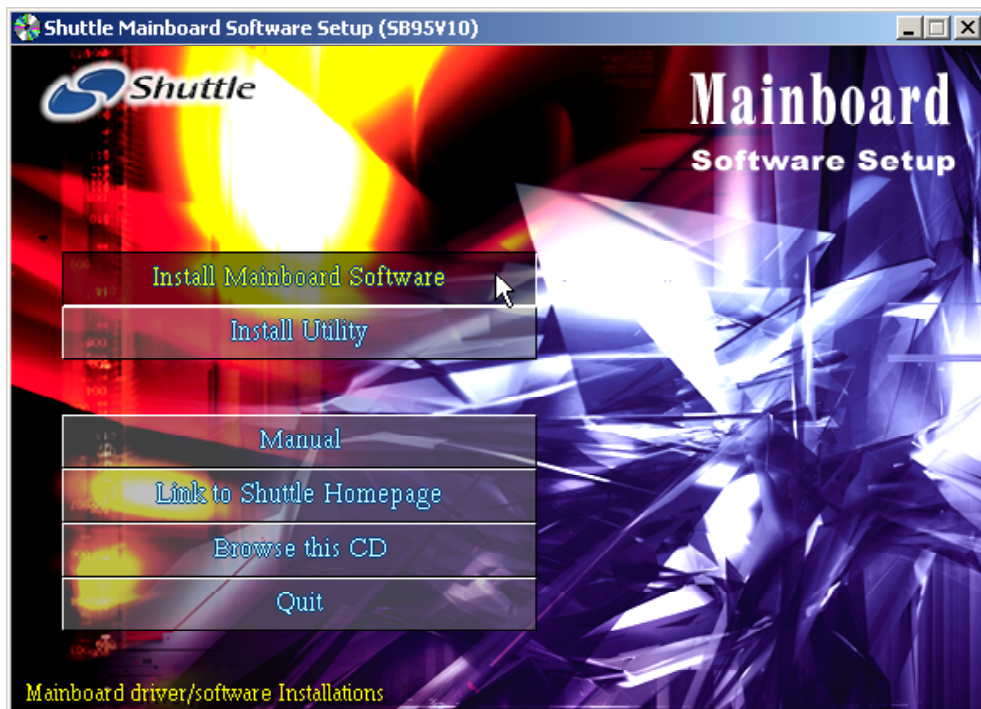 Shuttle Mainboard Software Setup (SB95V10)
Shuttle
Mainboard
Software Setup
Install Mainboard Software
Install Utility
Manual
Link to Shuttle Homepage
Browse this CD
Quit
Mainboard driver/software Installations